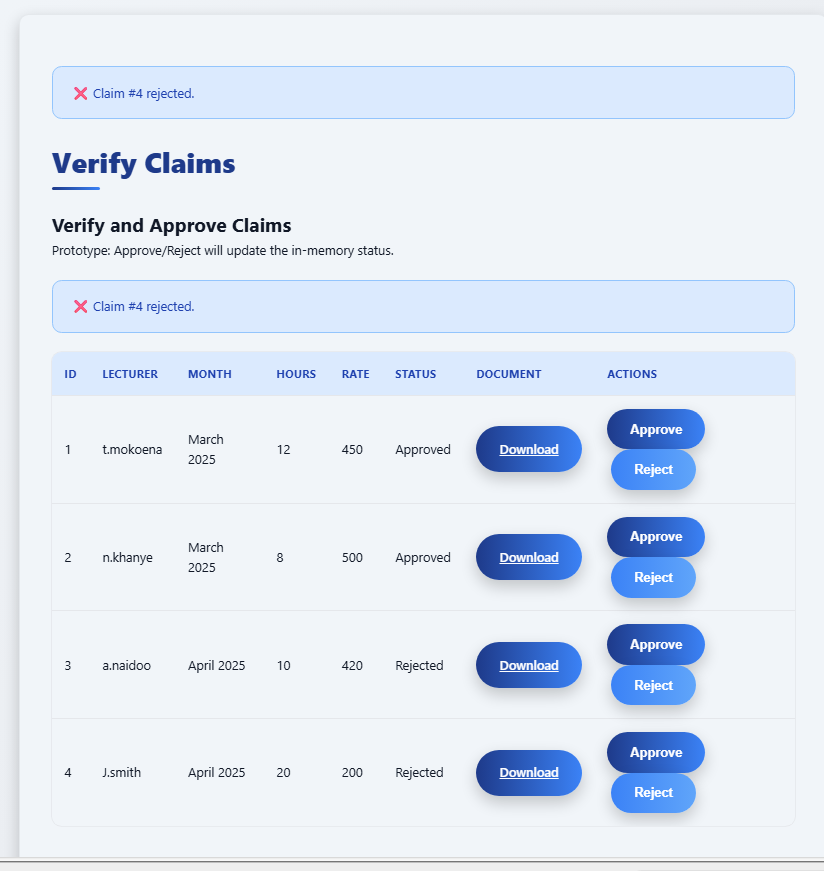 ❌ Claim #4 rejected.
Verify Claims
Verify and Approve Claims
Prototype: Approve/Reject will update the in-memory status.
❌ Claim #4 rejected.
ID LECTURER MONTH HOURS RATE STATUS DOCUMENT ACTIONS
1 t.mokoena March 2025 12 450 Approved Download Approve Reject
2 n.khanye March 2025 8 500 Approved Download Approve Reject
3 a.naidoo April 2025 10 420 Rejected Download Approve Reject
4 J.smith April 2025 20 200 Rejected Download Approve Reject